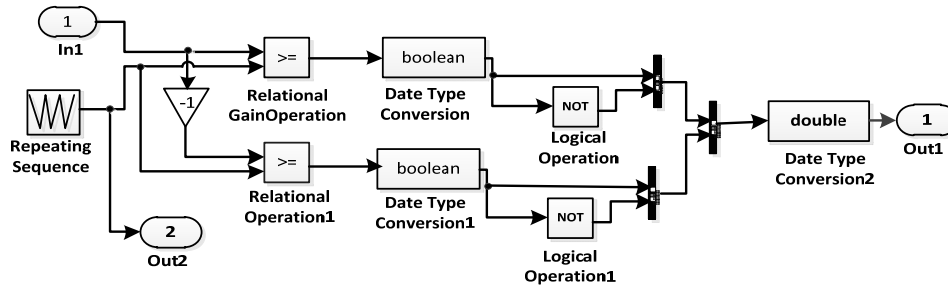 1
In1
>=
Relational
GainOperation
boolean
Date Type
Conversion
NOT
Logical
Operation
-1
Repeating
Sequence
>=
Relational
Operation1
boolean
Date Type
Conversion1
NOT
Logical
Operation1
double
Date Type
Conversion2
1
Out1
2
Out2